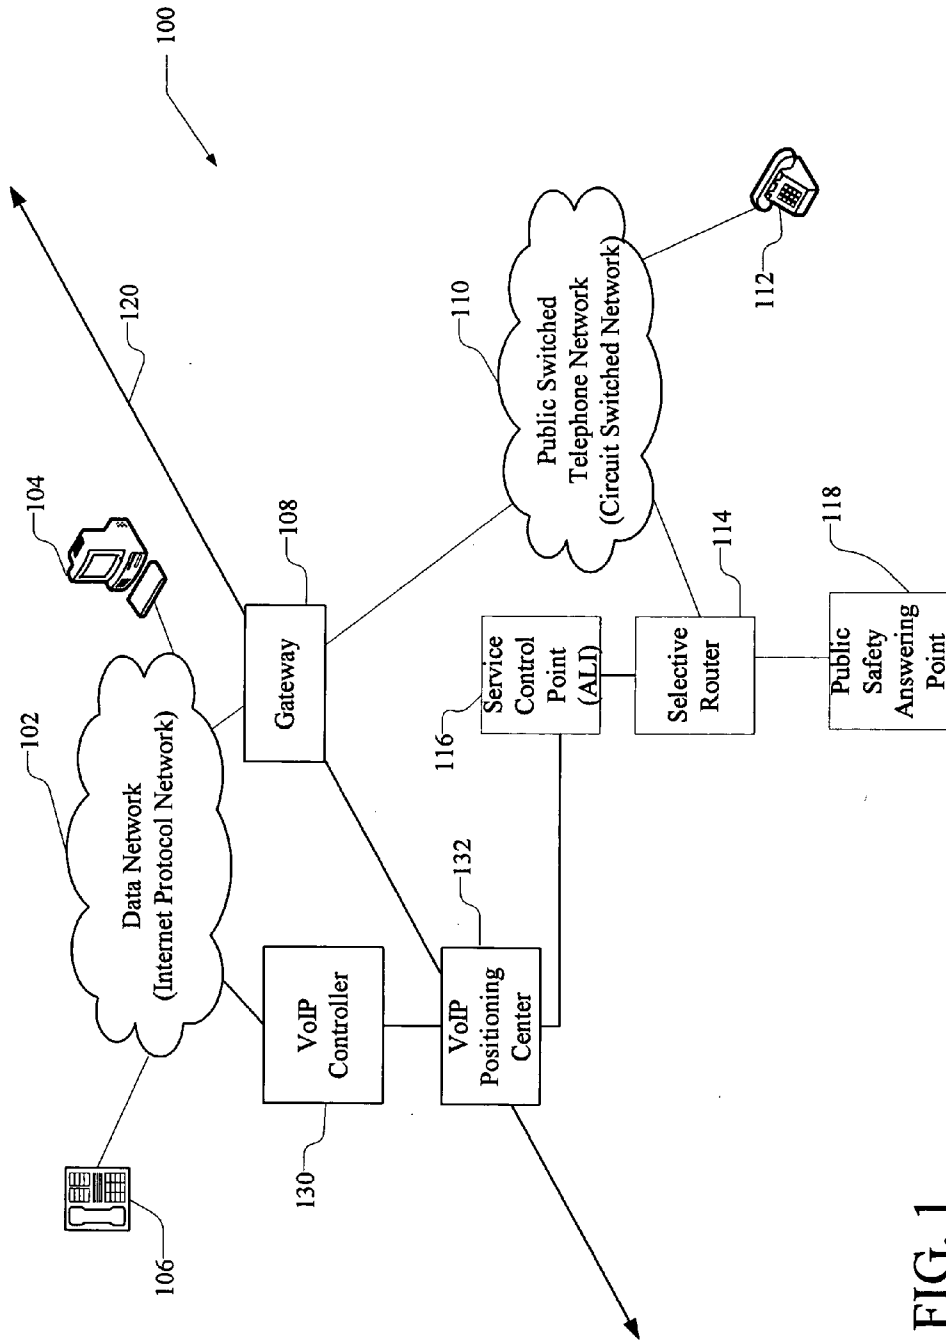 100
120
104
102
Data Network
(Internet Protocol Network)
106
108
Gateway
110
Public Switched
Telephone Network
(Circuit Switched Network)
112
130
VoIP
Controller
132
VoIP
Positioning
Center
116
Service
Control
Point
(ALI)
114
Selective
Router
118
Public
Safety
Answering
Point
FIG. 1